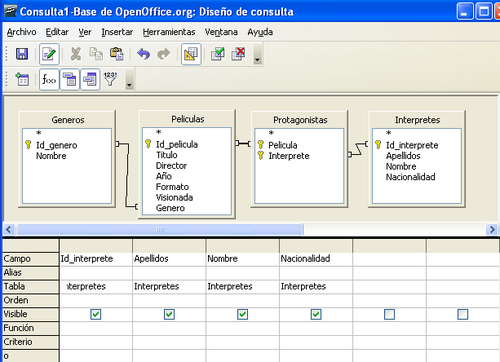 Consulta1-Base de OpenOffice.org: Diseño de consulta
Archivo Editar Ver Insertar Herramientas Ventana Ayuda
f(x) 123
Generos
*
Id_genero
Nombre
Peliculas
*
Id_pelicula
Titulo
Director
Año
Formato
Visionada
Genero
Protagonistas
*
Pelicula
Interprete
Interpretes
*
Id_interprete
Apellidos
Nombre
Nacionalidad
Campo Id_interprete Apellidos Nombre Nacionalidad
Alias
Tabla nterpretes Interpretes Interpretes Interpretes
Orden
Visible
Función
Criterio
o